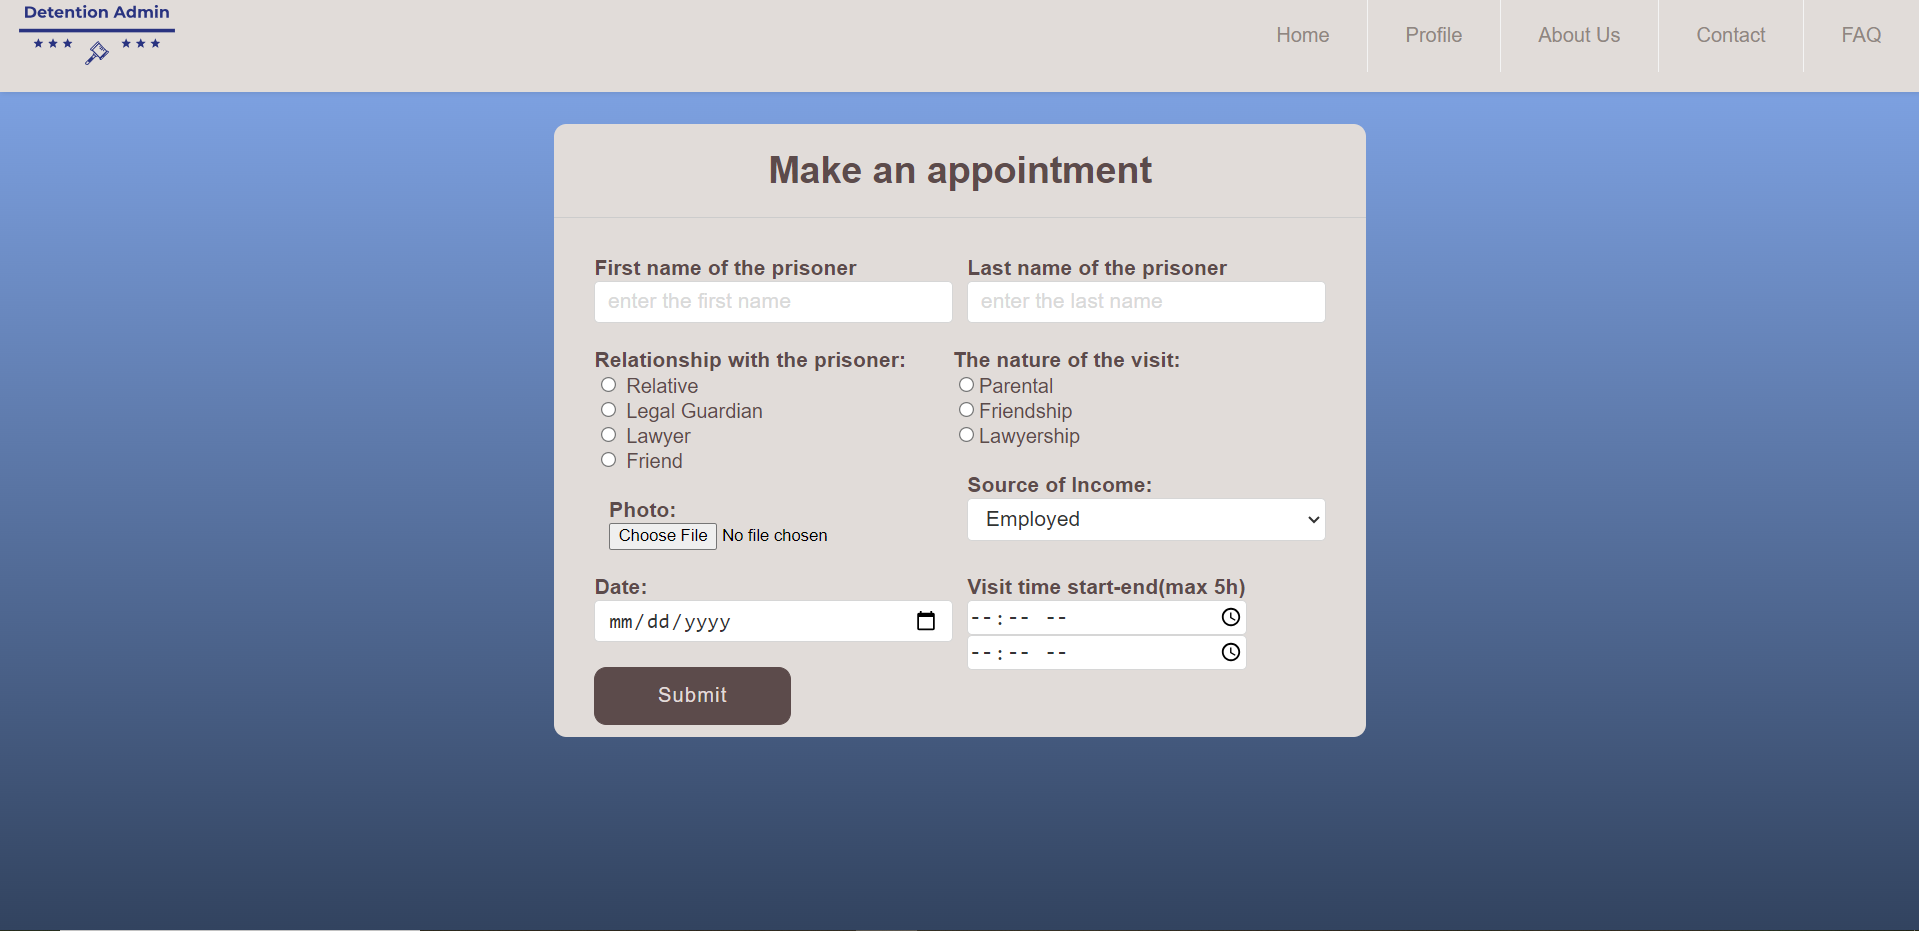 Detention Admin
Home
Profile
About Us
Contact
FAQ
Make an appointment
First name of the prisoner
Last name of the prisoner
enter the first name
enter the last name
Relationship with the prisoner:
Relative
Legal Guardian
Lawyer
Friend
The nature of the visit:
Parental
Friendship
Lawyership
Photo:
Choose File No file chosen
Source of Income:
Employed
Date:
mm/dd/yyyy
Visit time start-end(max 5h)
--:-- --
--:-- --
Submit